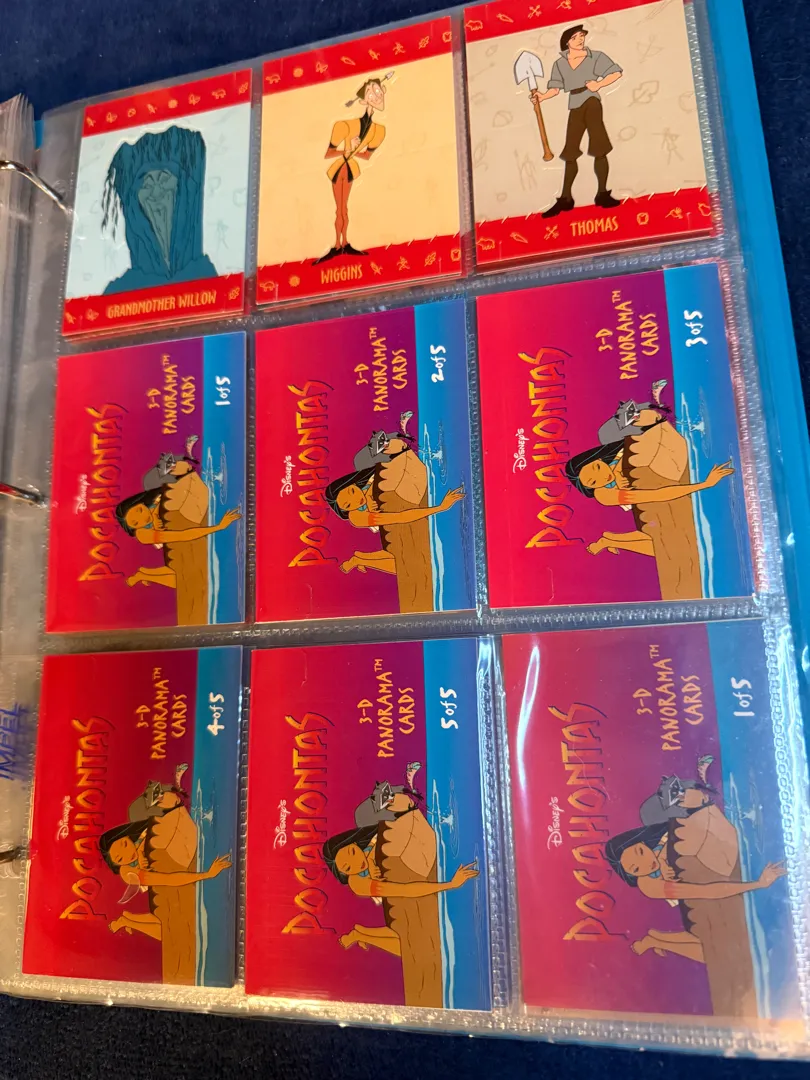 GRANDMOTHER WILLOW
WIGGINS
THOMAS
DISNEY'S
POCAHONTAS
3-D
PANORAMA™
CARDS
1 of 5
DISNEY'S
POCAHONTAS
3-D
PANORAMA™
CARDS
2 of 5
DISNEY'S
POCAHONTAS
3-D
PANORAMA™
CARDS
3 of 5
DISNEY'S
POCAHONTAS
3-D
PANORAMA™
CARDS
4 of 5
DISNEY'S
POCAHONTAS
3-D
PANORAMA™
CARDS
5 of 5
DISNEY'S
POCAHONTAS
3-D
PANORAMA™
CARDS
1 of 5